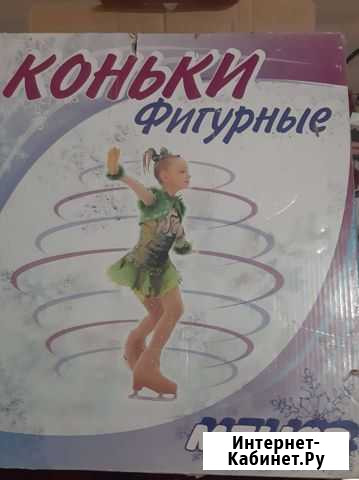 Коньки
Фигурные
Интернет-
Кабинет.Ру